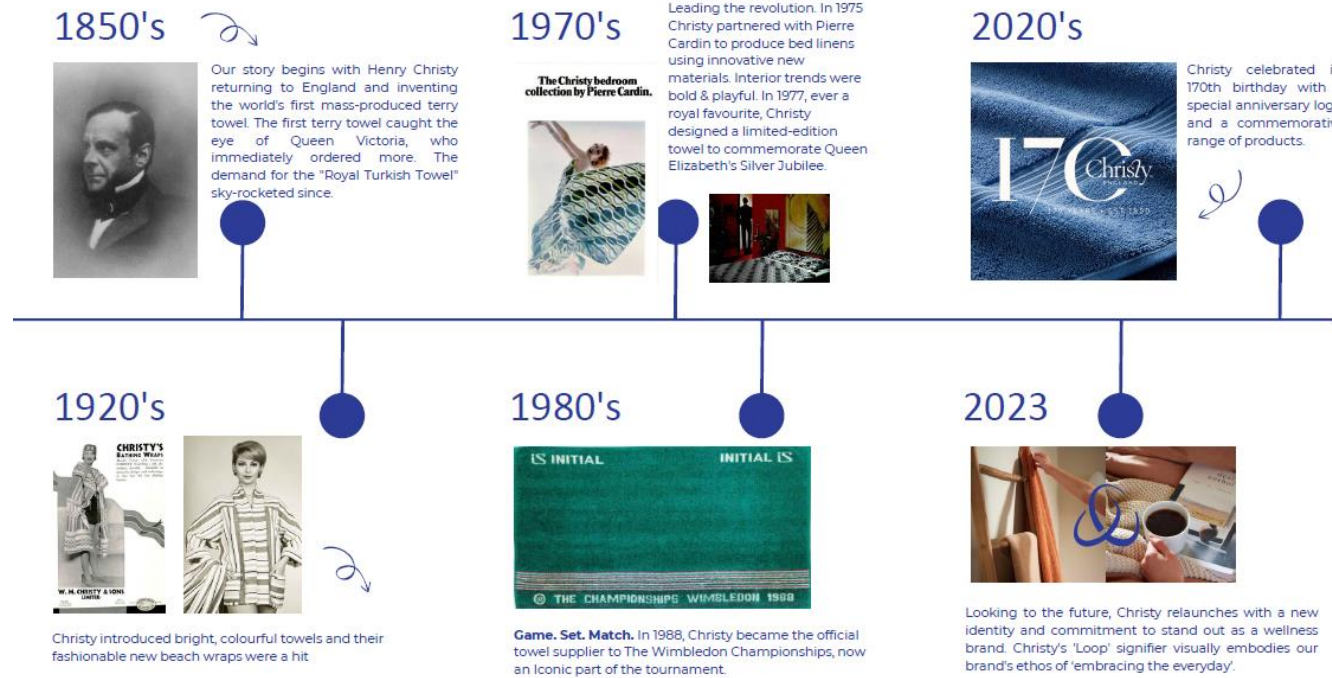 1850's
Our story begins with Henry Christy
returning to England and inventing
the world's first mass-produced terry
towel. The first terry towel caught the
eye of Queen Victoria, who
immediately ordered more. The
demand for the "Royal Turkish Towel"
sky-rocketed since.
1970's
Leading the revolution. In 1975
Christy partnered with Pierre
Cardin to produce bed linens
using innovative new
materials. Interior trends were
bold & playful. In 1977, ever a
royal favourite, Christy
designed a limited-edition
towel to commemorate Queen
Elizabeth's Silver Jubilee.
The Christy bedroom
collection by Pierre Cardin.
2020's
Christy celebrated
170th birthday with
special anniversary
and a commemorative
range of products.
170
Christy
ENGLAND
1920's
CHRISTY'S
BATHING WRAPS
W. M. CHRISTY & SONS
LIMITED
Christy introduced bright, colourful towels and their
fashionable new beach wraps were a hit
1980's
iS INITIAL
INITIAL iS
THE CHAMPIONSHIPS WIMBLEDON 1988
Game. Set. Match. In 1988, Christy became the official
towel supplier to The Wimbledon Championships, now
an Iconic part of the tournament.
2023
Looking to the future, Christy relaunches with a new
identity and commitment to stand out as a wellness
brand. Christy's 'Loop' signifier visually embodies our
brand's ethos of 'embracing the everyday'.